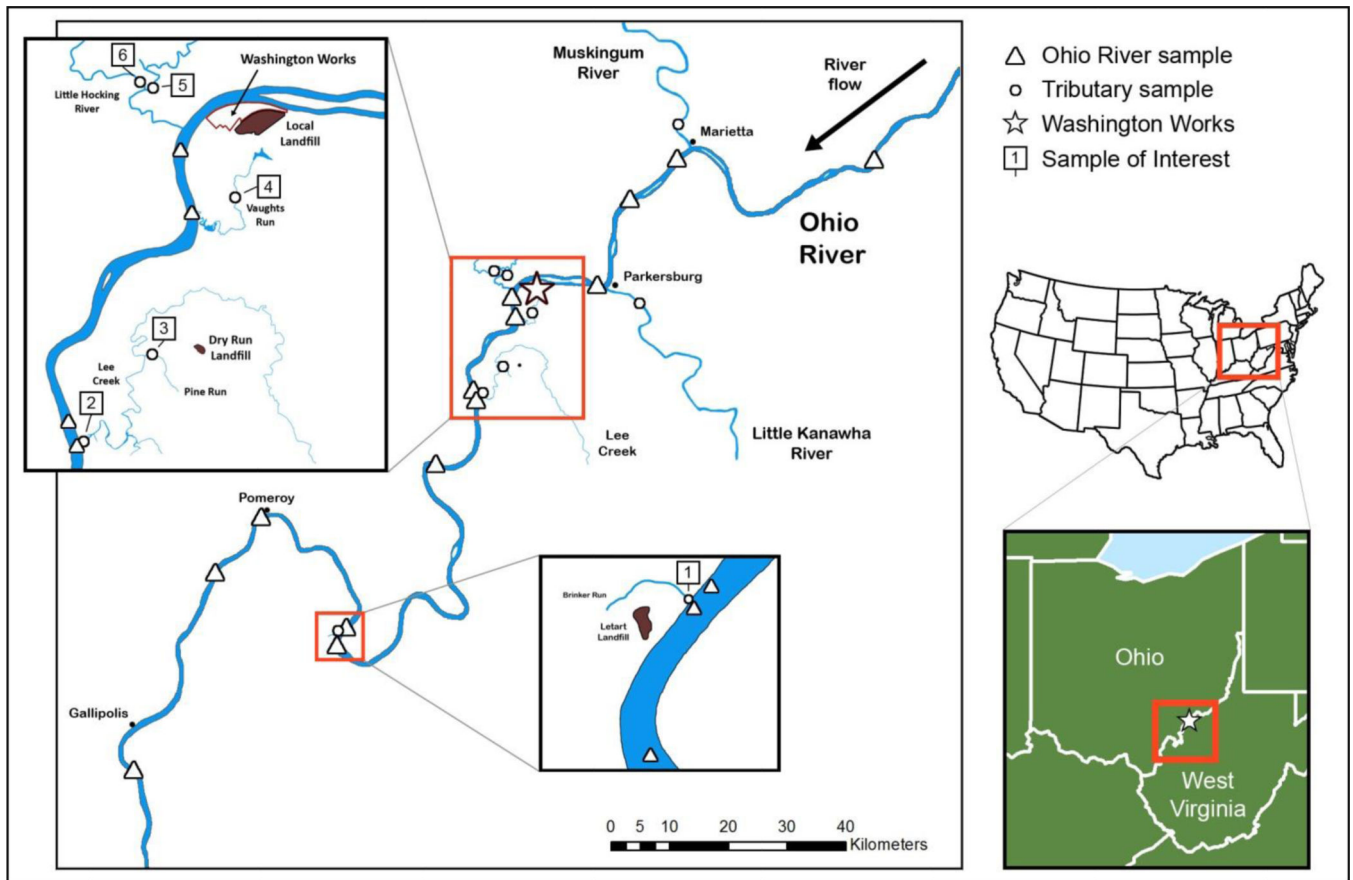 6
5
Washington Works
Little Hocking
River
Local
Landfill
4
Vaughts
Run
3
Dry Run
Landfill
Lee
Creek
Pine Run
2
Muskingum
River
Marietta
River
flow
Ohio
River
Parkersburg
Little Kanawha
River
Lee
Creek
Pomeroy
Gallipolis
1
Brinker Run
Letart
Landfill
0 5 10 20 30 40
Kilometers
Ohio River sample
Tributary sample
Washington Works
1 Sample of Interest
Ohio
West
Virginia